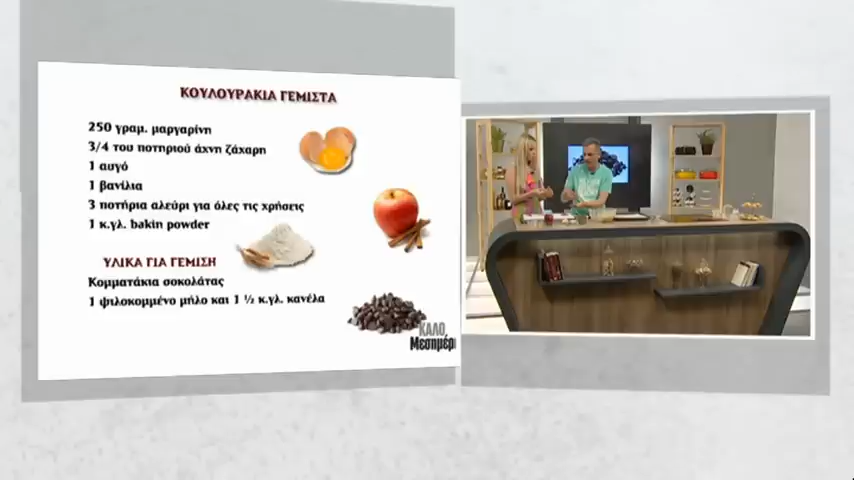 ΚΟΥΛΟΥΡΑΚΙΑ ΓΕΜΙΣΤΑ
250 γραμ. μαργαρίνη
3/4 του ποτηριού άχνη ζάχαρη
1 αυγό
1 βανίλια
3 ποτήρια αλεύρι για όλες τις χρήσεις
1 κ.γλ. bakin powder
ΥΛΙΚΑ ΓΙΑ ΓΕΜΙΣΗ
Κομματάκια σοκολάτας
1 ψιλοκομμένο μήλο και 1 ½ κ.γλ. κανέλα
ΚΑΛΟ
Μεσημέρι